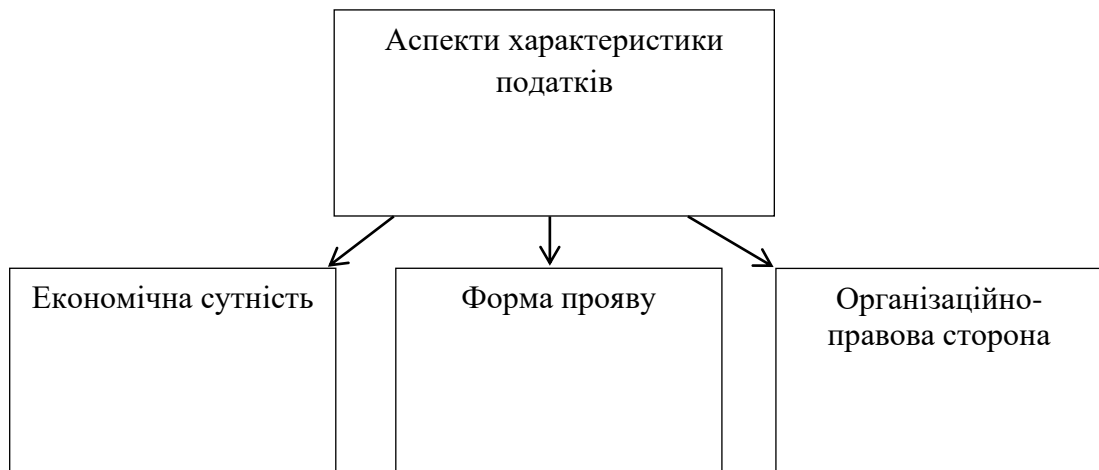 Аспекти характеристики
податків
Економічна сутність
Форма прояву
Організаційно-
правова сторона